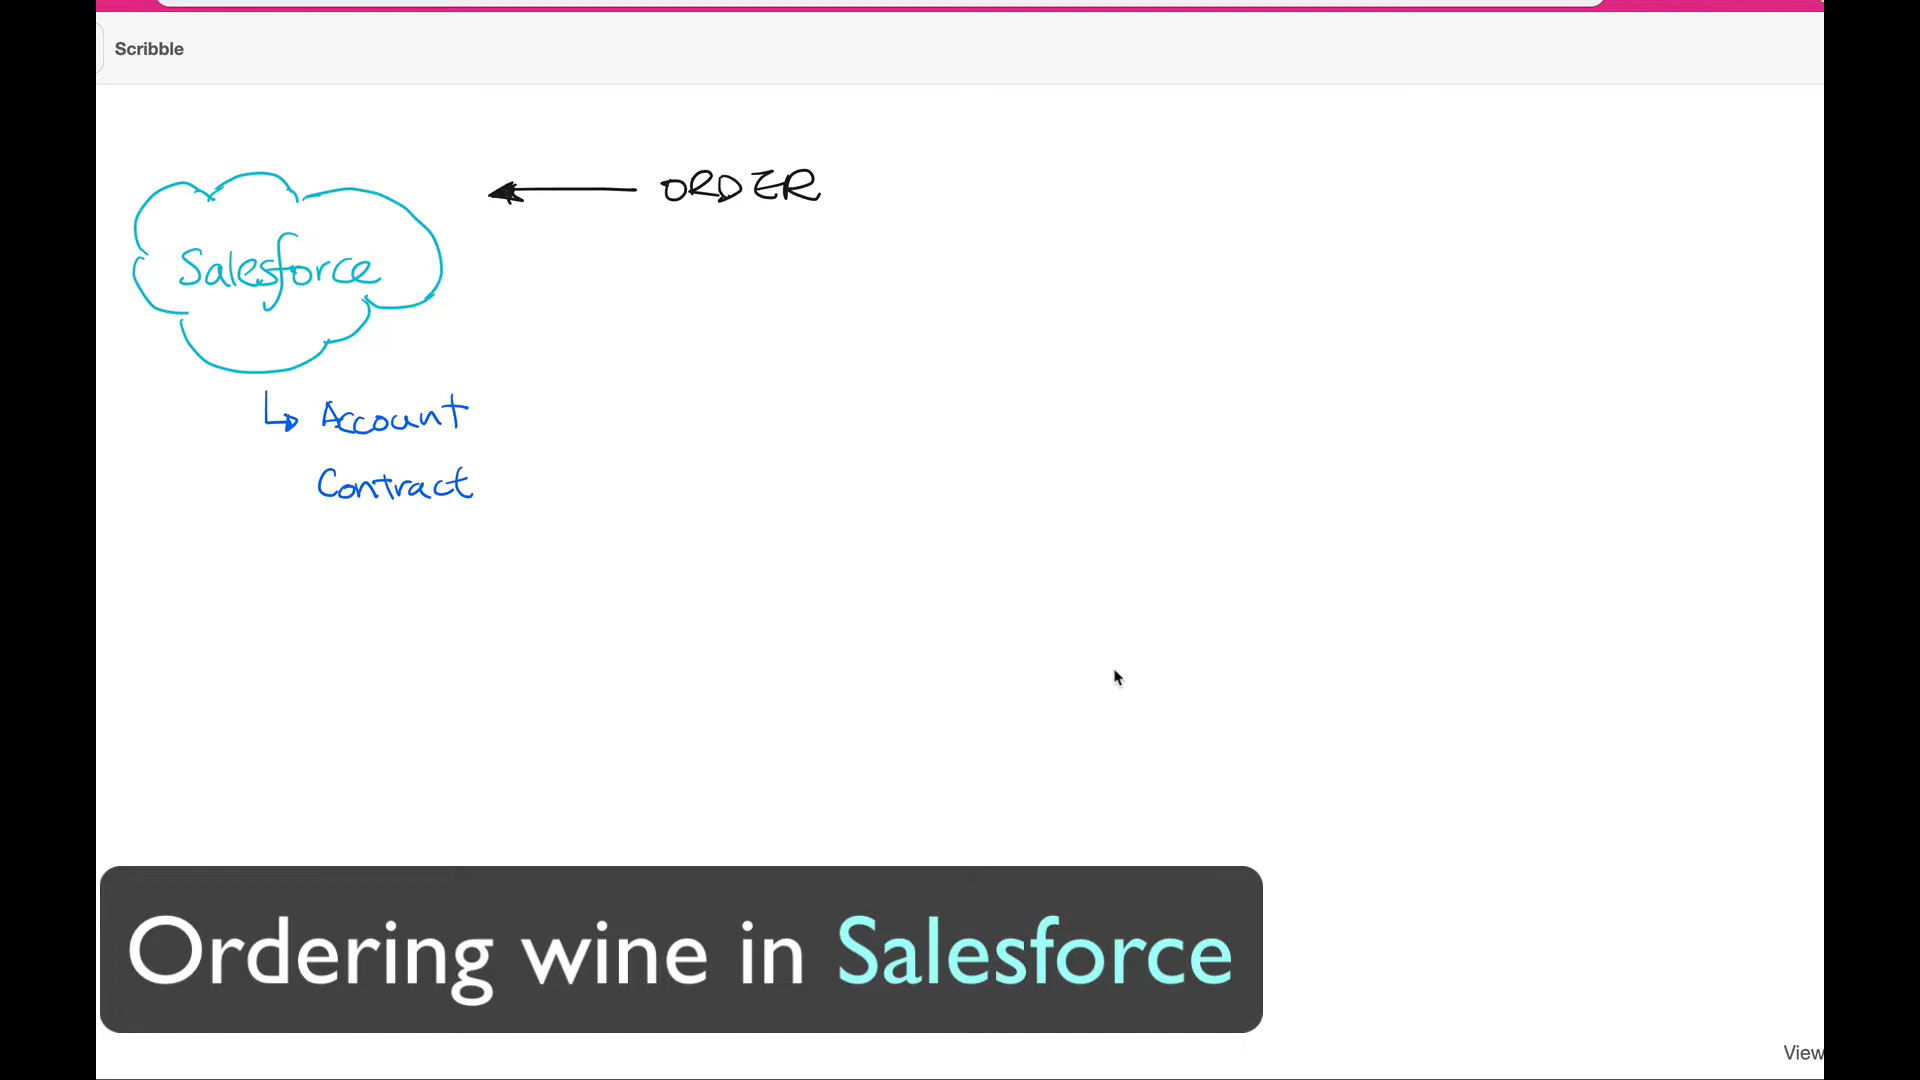 Scribble
ORDER
Salesforce
Account
Contract
Ordering wine in Salesforce
View